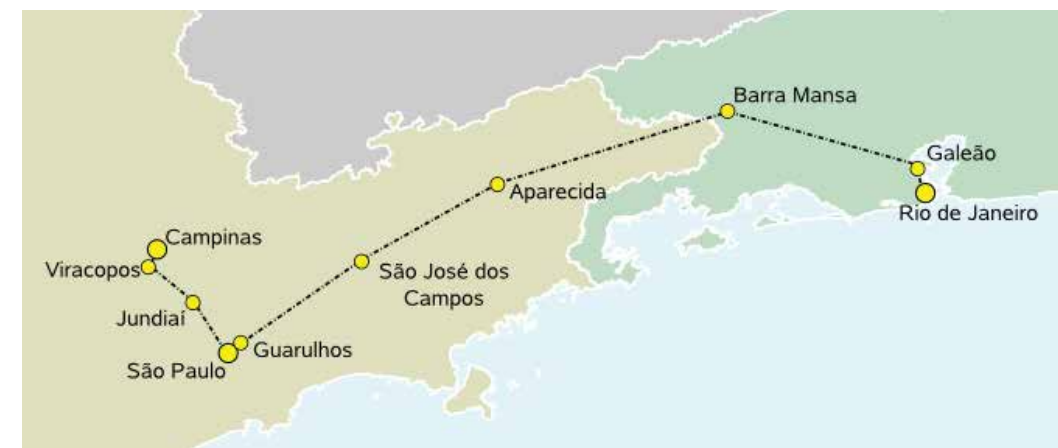 Barra Mansa
Galeão
Aparecida
Rio de Janeiro
Campinas
Viracopos
São José dos
Campos
Jundiaí
Guarulhos
São Paulo